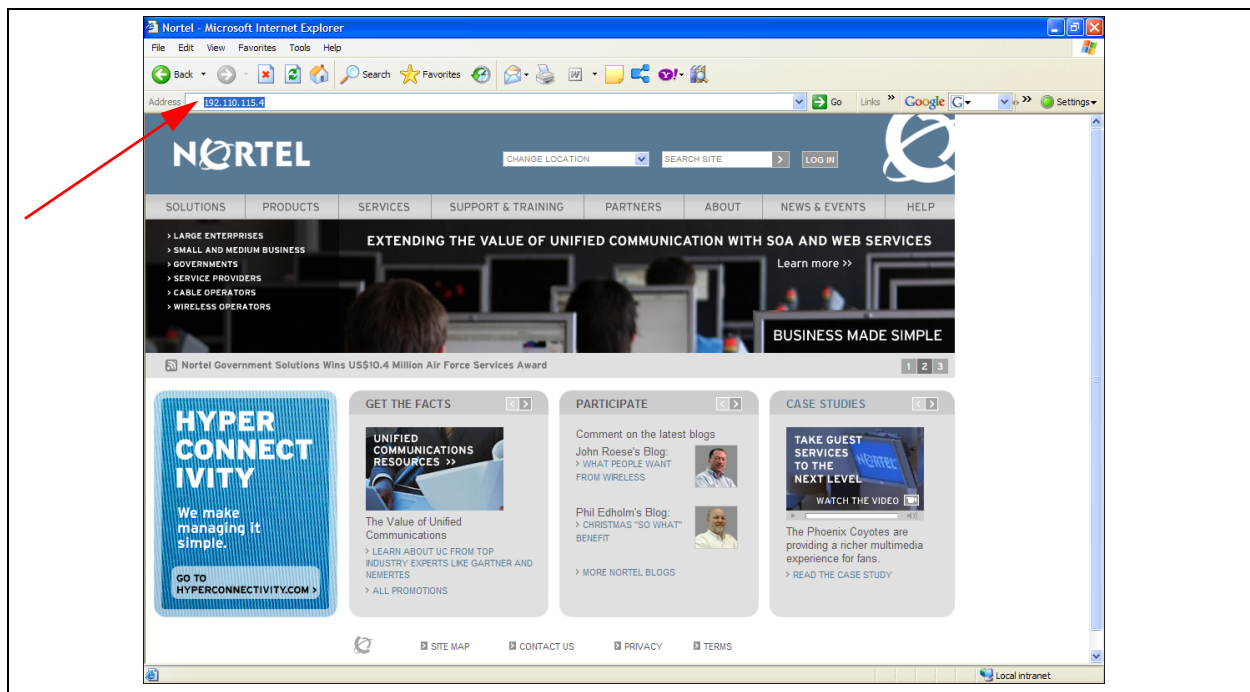 Nortel - Microsoft Internet Explorer
File Edit View Favorites Tools Help
Back Search Favorites
Address 192.110.115.4 Go Links » Google G Settings
NORTEL
CHANGE LOCATION SEARCH SITE > LOG IN
SOLUTIONS PRODUCTS SERVICES SUPPORT & TRAINING PARTNERS ABOUT NEWS & EVENTS HELP
> LARGE ENTERPRISES
> SMALL AND MEDIUM BUSINESS
> GOVERNMENTS
> SERVICE PROVIDERS
> CABLE OPERATORS
> WIRELESS OPERATORS
EXTENDING THE VALUE OF UNIFIED COMMUNICATION WITH SOA AND WEB SERVICES
Learn more >>
BUSINESS MADE SIMPLE
Nortel Government Solutions Wins US$10.4 Million Air Force Services Award
1 2 3
HYPER
CONNECT
IVITY
We make
managing it
simple.
GO TO
HYPERCONNECTIVITY.COM >
GET THE FACTS
UNIFIED
COMMUNICATIONS
RESOURCES >>
The Value of Unified
Communications
> LEARN ABOUT UC FROM TOP
INDUSTRY EXPERTS LIKE GARTNER AND
NEMERTES
> ALL PROMOTIONS
PARTICIPATE
Comment on the latest blogs
John Roese's Blog:
> WHAT PEOPLE WANT
FROM WIRELESS
Phil Edholm's Blog:
> CHRISTMAS "SO WHAT"
BENEFIT
> MORE NORTEL BLOGS
CASE STUDIES
TAKE GUEST
SERVICES
TO THE
NEXT LEVEL
NORTEL
WATCH THE VIDEO
The Phoenix Coyotes are
providing a richer multimedia
experience for fans.
> READ THE CASE STUDY
SITE MAP CONTACT US PRIVACY TERMS
Local intranet